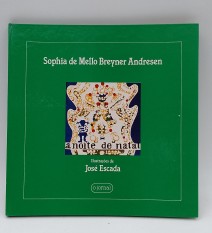 Sophia de Mello Breyner Andresen
a noite de natal
Ilustrações de
José Escada